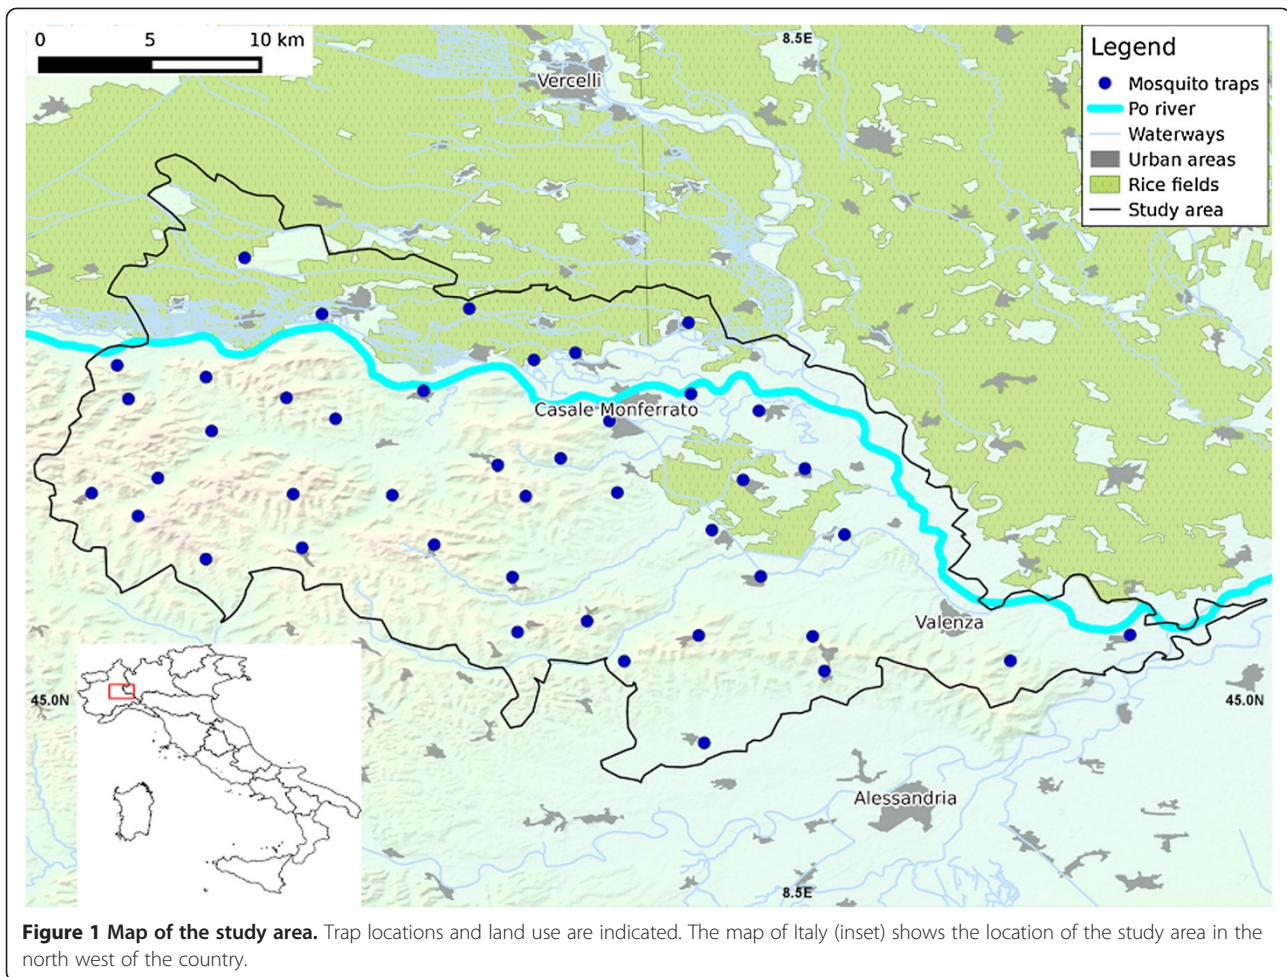 0 5 10 km
8.5E
Legend
Mosquito traps
Po river
Waterways
Urban areas
Rice fields
Study area
Vercelli
Casale Monferrato
Valenza
45.0N
45.0N
Alessandria
8.5E
Figure 1 Map of the study area. Trap locations and land use are indicated. The map of Italy (inset) shows the location of the study area in the
north west of the country.